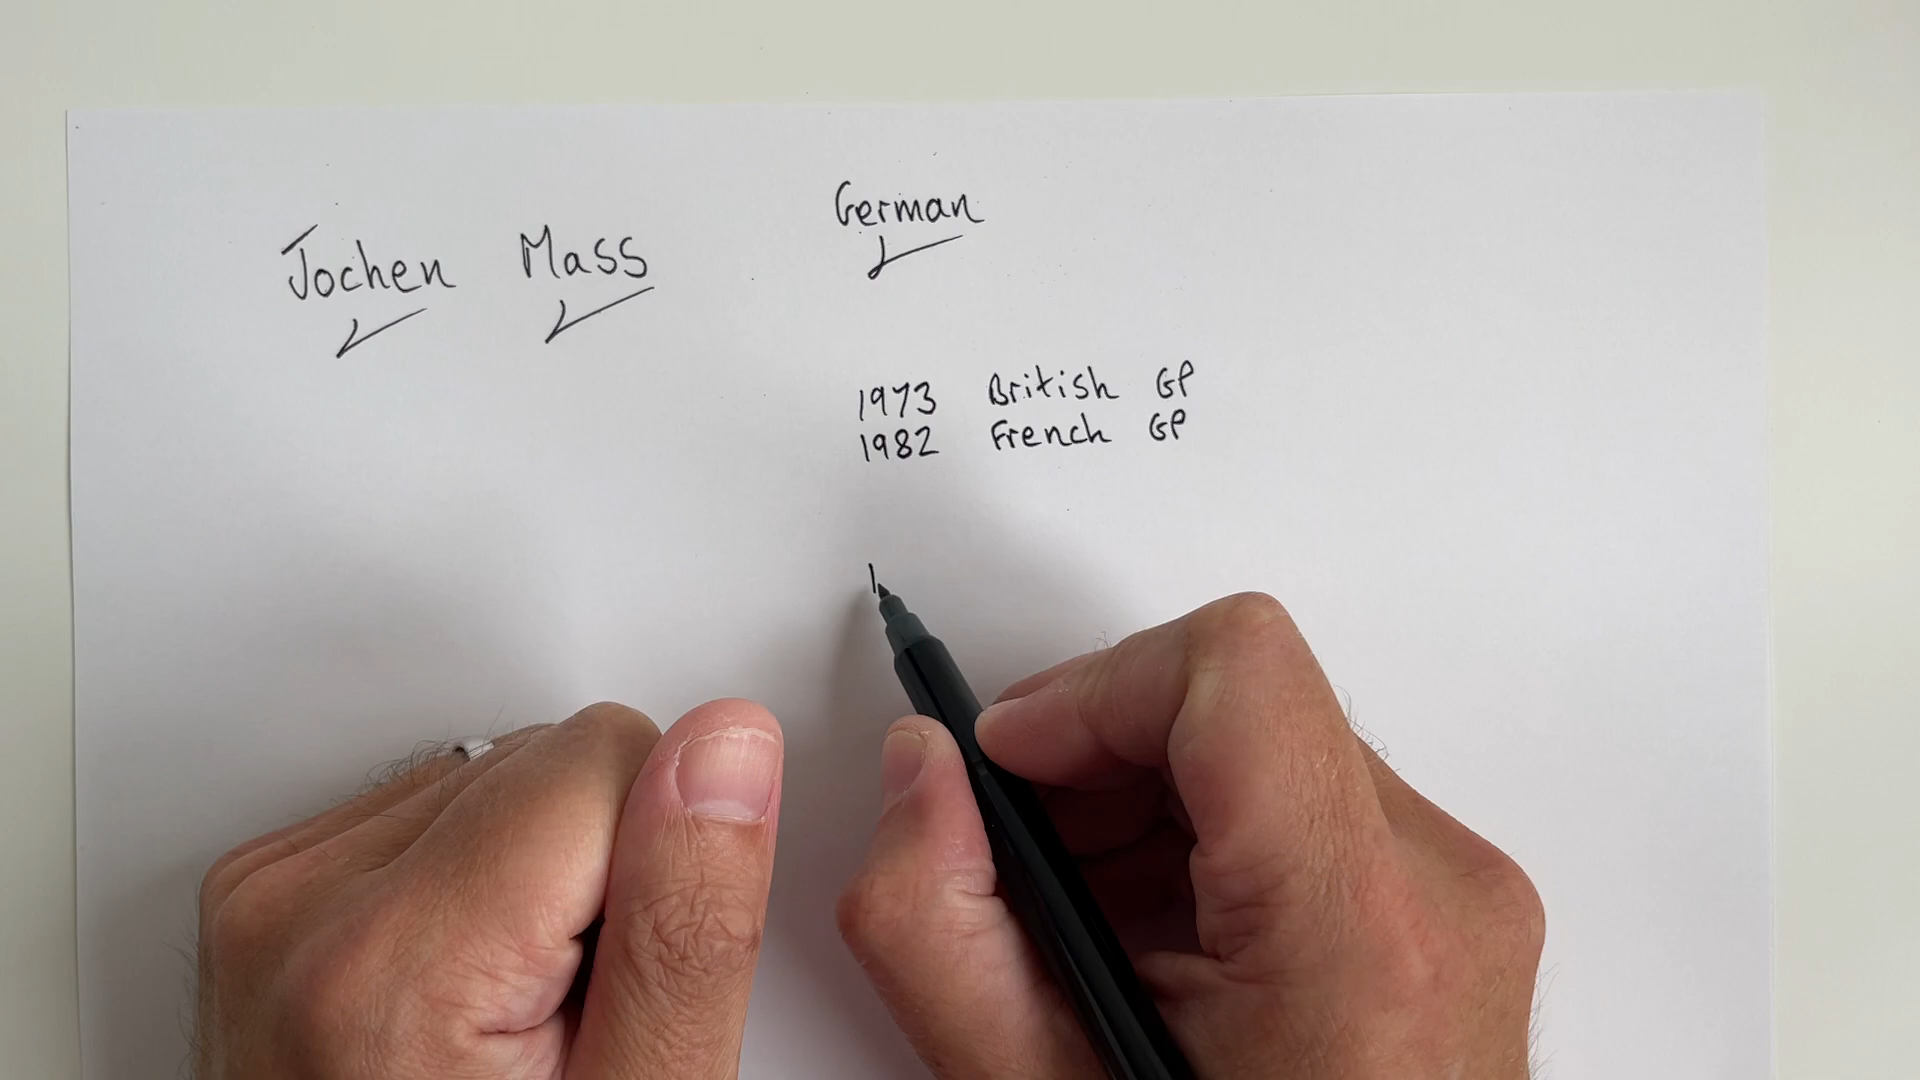 German
Jochen Mass
1973 British GP
1982 French GP